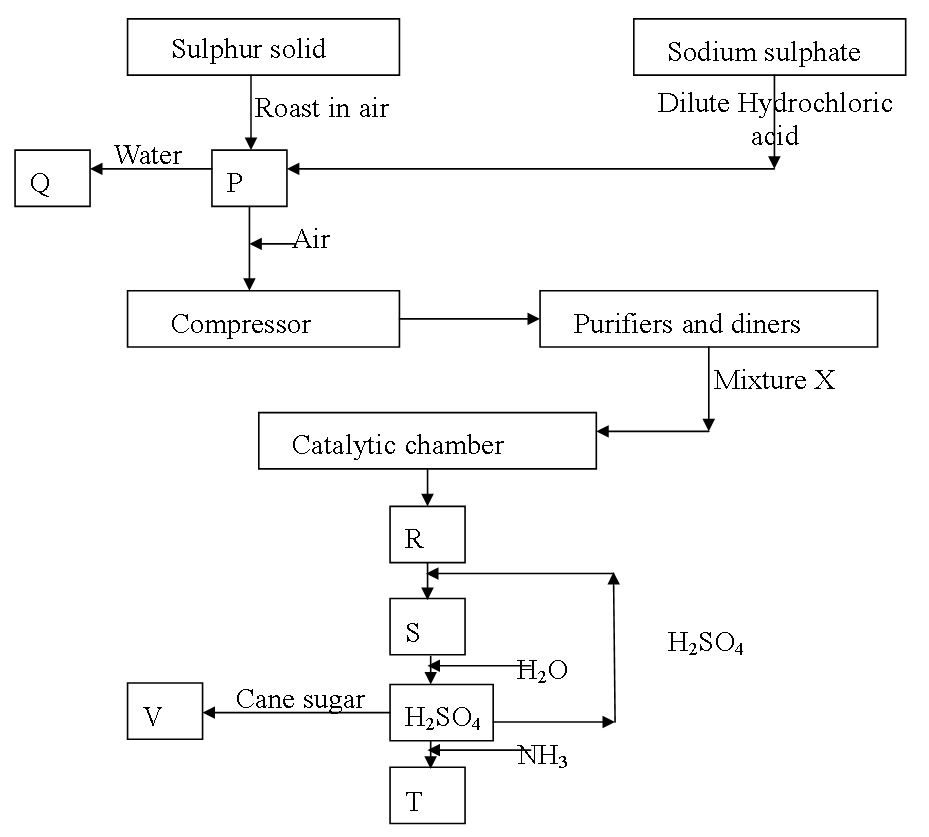 Sulphur solid
Sodium sulphate
Roast in air
Dilute Hydrochloric
acid
Water
Q
P
Air
Compressor
Purifiers and diners
Mixture X
Catalytic chamber
R
S
H₂SO₄
H₂O
Cane sugar
V
H₂SO₄
NH₃
T